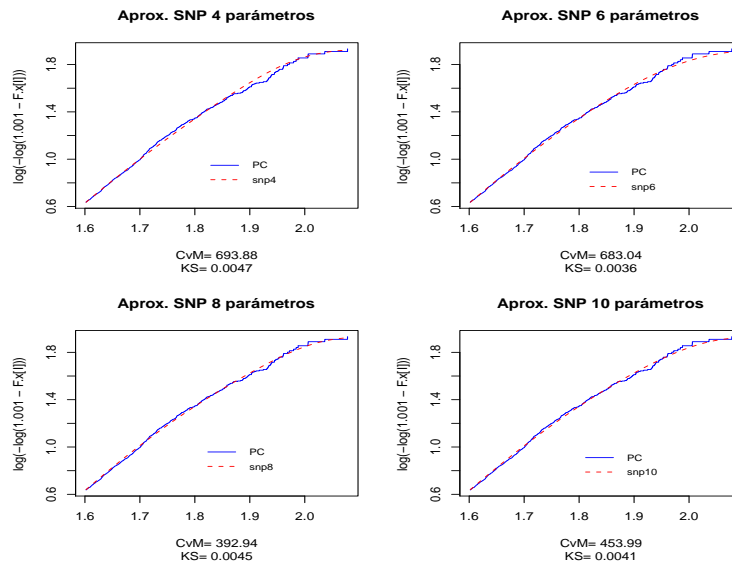 Aprox. SNP 4 parámetros
log(−log(1.001 − F.x[I]))
0.6 1.0 1.4 1.8
PC
snp4
1.6 1.7 1.8 1.9 2.0
CvM= 693.88
KS= 0.0047
Aprox. SNP 6 parámetros
log(−log(1.001 − F.x[I]))
0.6 1.0 1.4 1.8
PC
snp6
1.6 1.7 1.8 1.9 2.0
CvM= 683.04
KS= 0.0036
Aprox. SNP 8 parámetros
log(−log(1.001 − F.x[I]))
0.6 1.0 1.4 1.8
PC
snp8
1.6 1.7 1.8 1.9 2.0
CvM= 392.94
KS= 0.0045
Aprox. SNP 10 parámetros
log(−log(1.001 − F.x[I]))
0.6 1.0 1.4 1.8
PC
snp10
1.6 1.7 1.8 1.9 2.0
CvM= 453.99
KS= 0.0041